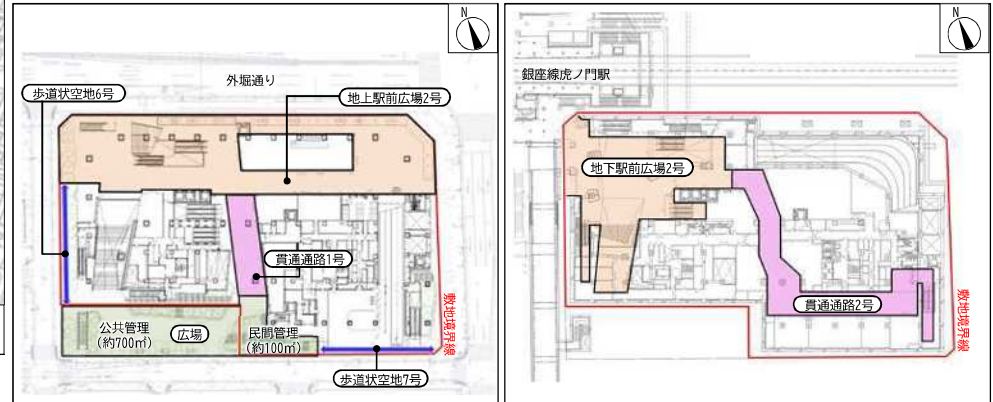 N
外堀通り
歩道状空地6号
地上駅前広場2号
貫通通路1号
敷地境界線
公共管理
(約700㎡)
広場
民間管理
(約100㎡)
歩道状空地7号
N
銀座線虎ノ門駅
地下駅前広場2号
貫通通路2号
敷地境界線